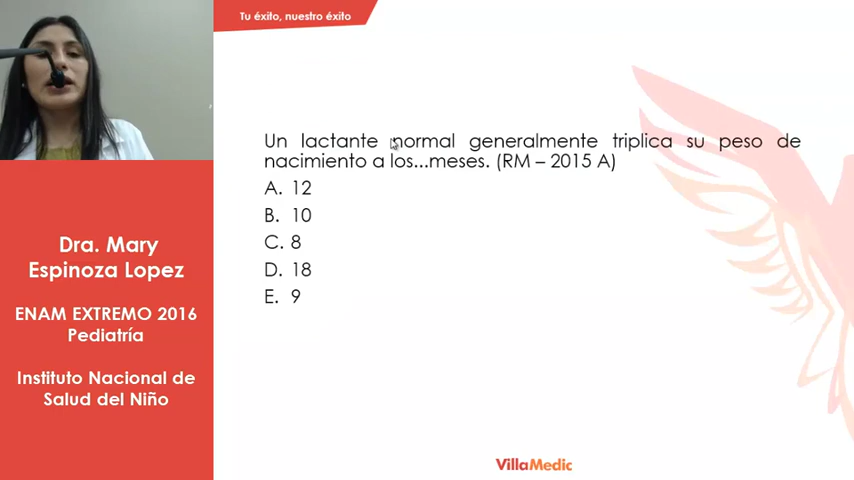 Tu éxito, nuestro éxito
Un lactante normal generalmente triplica su peso de
nacimiento a los...meses. (RM – 2015 A)
A. 12
B. 10
C. 8
D. 18
E. 9
Dra. Mary
Espinoza Lopez
ENAM EXTREMO 2016
Pediatría
Instituto Nacional de
Salud del Niño
VillaMedic